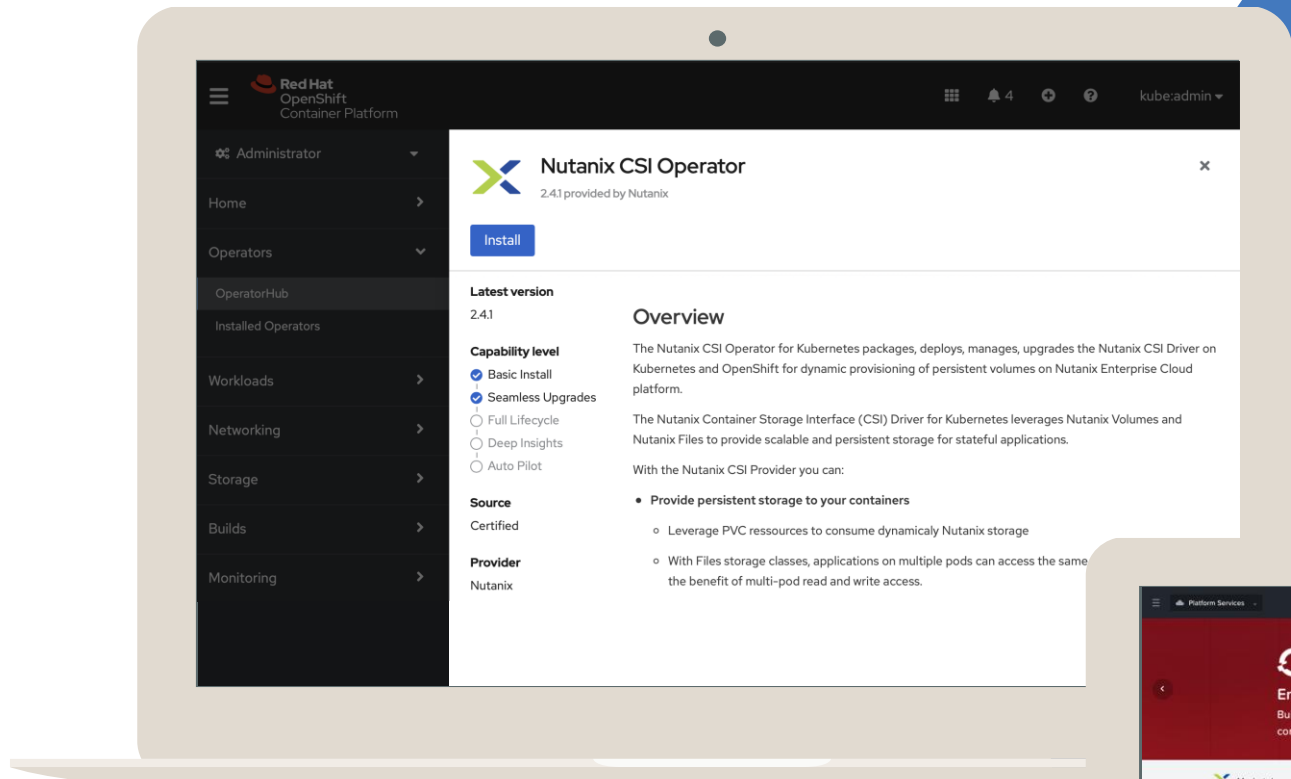 Red Hat
OpenShift
Container Platform
4
kube:admin
Administrator
Home
Operators
OperatorHub
Installed Operators
Workloads
Networking
Storage
Builds
Monitoring
Nutanix CSI Operator
2.4.1 provided by Nutanix
Install
Latest version
2.4.1
Capability level
Basic Install
Seamless Upgrades
Full Lifecycle
Deep Insights
Auto Pilot
Source
Certified
Provider
Nutanix
Overview
The Nutanix CSI Operator for Kubernetes packages, deploys, manages, upgrades the Nutanix CSI Driver on
Kubernetes and OpenShift for dynamic provisioning of persistent volumes on Nutanix Enterprise Cloud
platform.
The Nutanix Container Storage Interface (CSI) Driver for Kubernetes leverages Nutanix Volumes and
Nutanix Files to provide scalable and persistent storage for stateful applications.
With the Nutanix CSI Provider you can:
Provide persistent storage to your containers
Leverage PVC ressources to consume dynamicaly Nutanix storage
With Files storage classes, applications on multiple pods can access the same
the benefit of multi-pod read and write access.
Platform Services